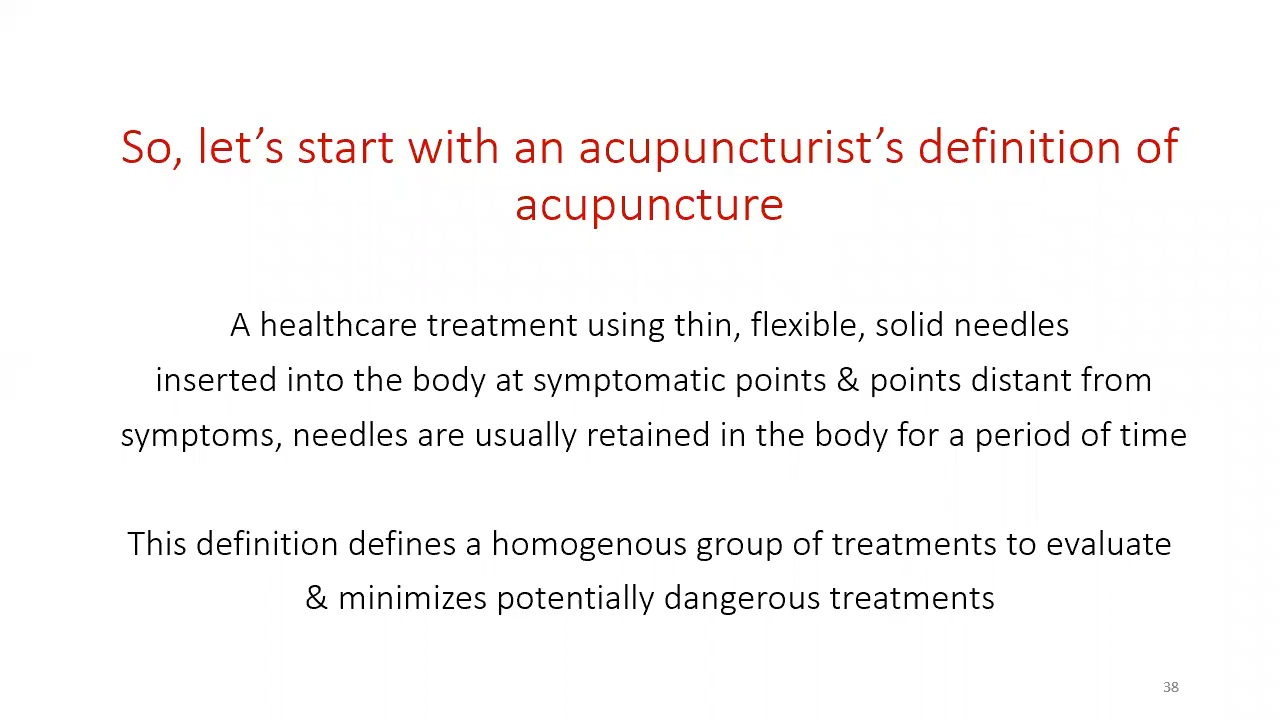 So, let’s start with an acupuncturist’s definition of
acupuncture
A healthcare treatment using thin, flexible, solid needles
inserted into the body at symptomatic points & points distant from
symptoms, needles are usually retained in the body for a period of time
This definition defines a homogenous group of treatments to evaluate
& minimizes potentially dangerous treatments
38